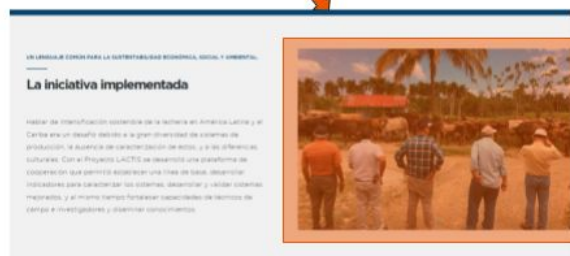 UN LENGUAJE COMÚN PARA LA SUSTENTABILIDAD ECONÓMICA, SOCIAL Y AMBIENTAL.
La iniciativa implementada
Hablar de intensificación sostenible de la lechería en América Latina y el
Caribe era un desafío debido a la gran diversidad de sistemas de
producción, la ausencia de caracterización de estos, y a las diferencias
culturales. Con el Proyecto LACTIS se desarrolló una plataforma de
cooperación que permitió establecer una línea de base, desarrollar
indicadores para caracterizar los sistemas, desarrollar y validar sistemas
mejorados, y al mismo tiempo fortalecer capacidades de técnicos de
campo e investigadores y diseminar conocimientos.